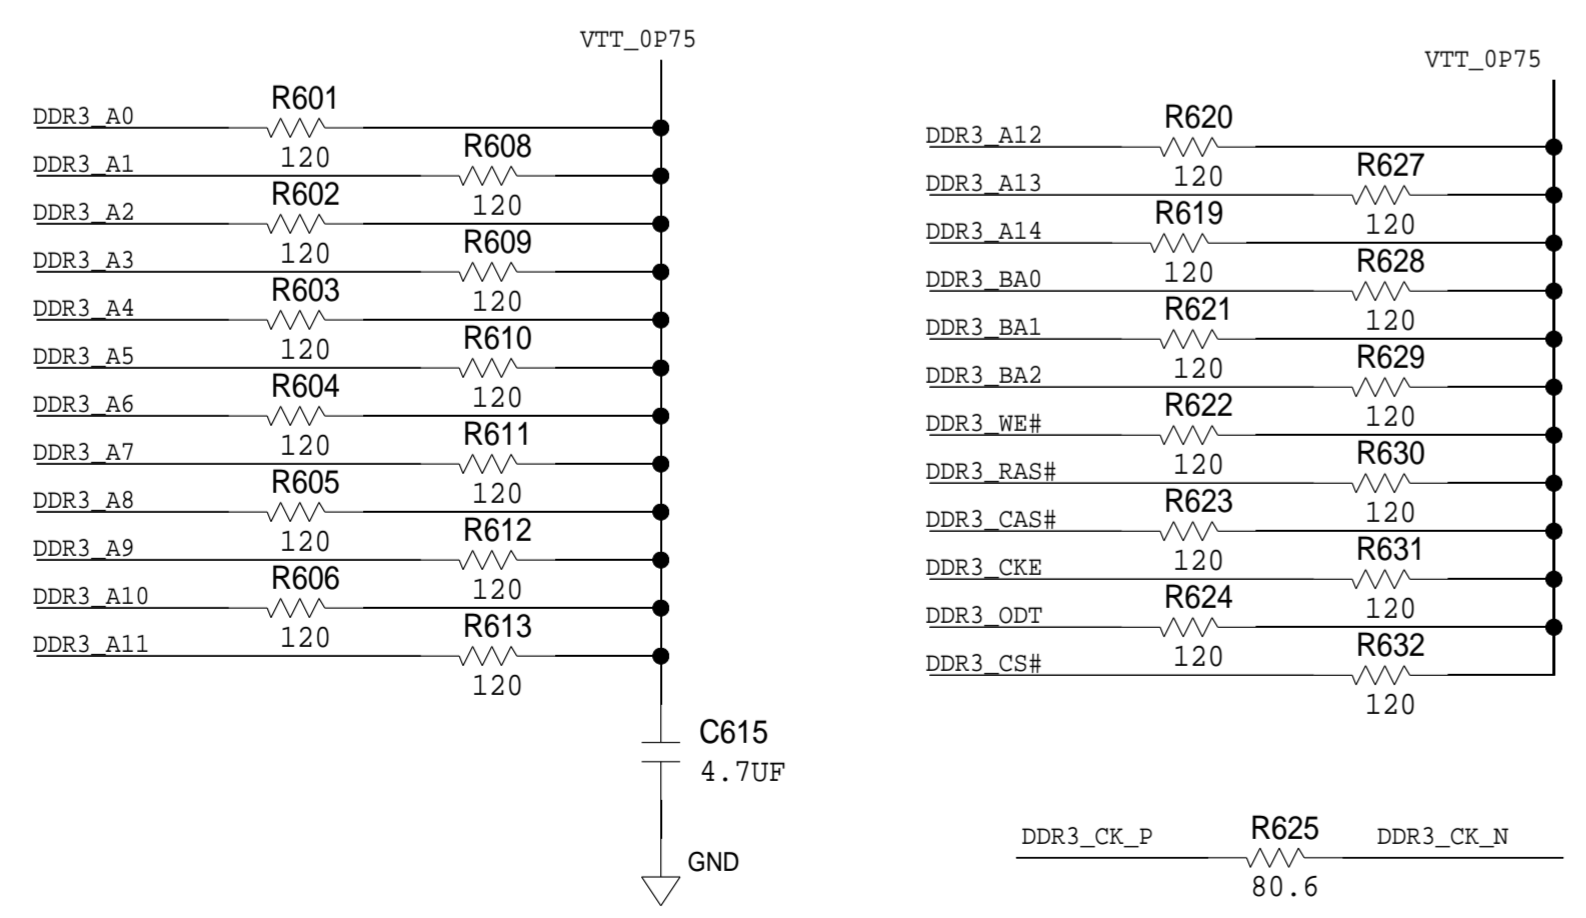 VTT_0P75
DDR3_A0 R601 120
DDR3_A1 R608 120
DDR3_A2 R602 120
DDR3_A3 R609 120
DDR3_A4 R603 120
DDR3_A5 R610 120
DDR3_A6 R604 120
DDR3_A7 R611 120
DDR3_A8 R605 120
DDR3_A9 R612 120
DDR3_A10 R606 120
DDR3_A11 R613 120
C615
4.7UF
GND
VTT_0P75
DDR3_A12 R620 120
DDR3_A13 R627 120
DDR3_A14 R619 120
DDR3_BA0 R628 120
DDR3_BA1 R621 120
DDR3_BA2 R629 120
DDR3_WE# R622 120
DDR3_RAS# R630 120
DDR3_CAS# R623 120
DDR3_CKE R631 120
DDR3_ODT R624 120
DDR3_CS# R632 120
DDR3_CK_P R625 DDR3_CK_N
80.6